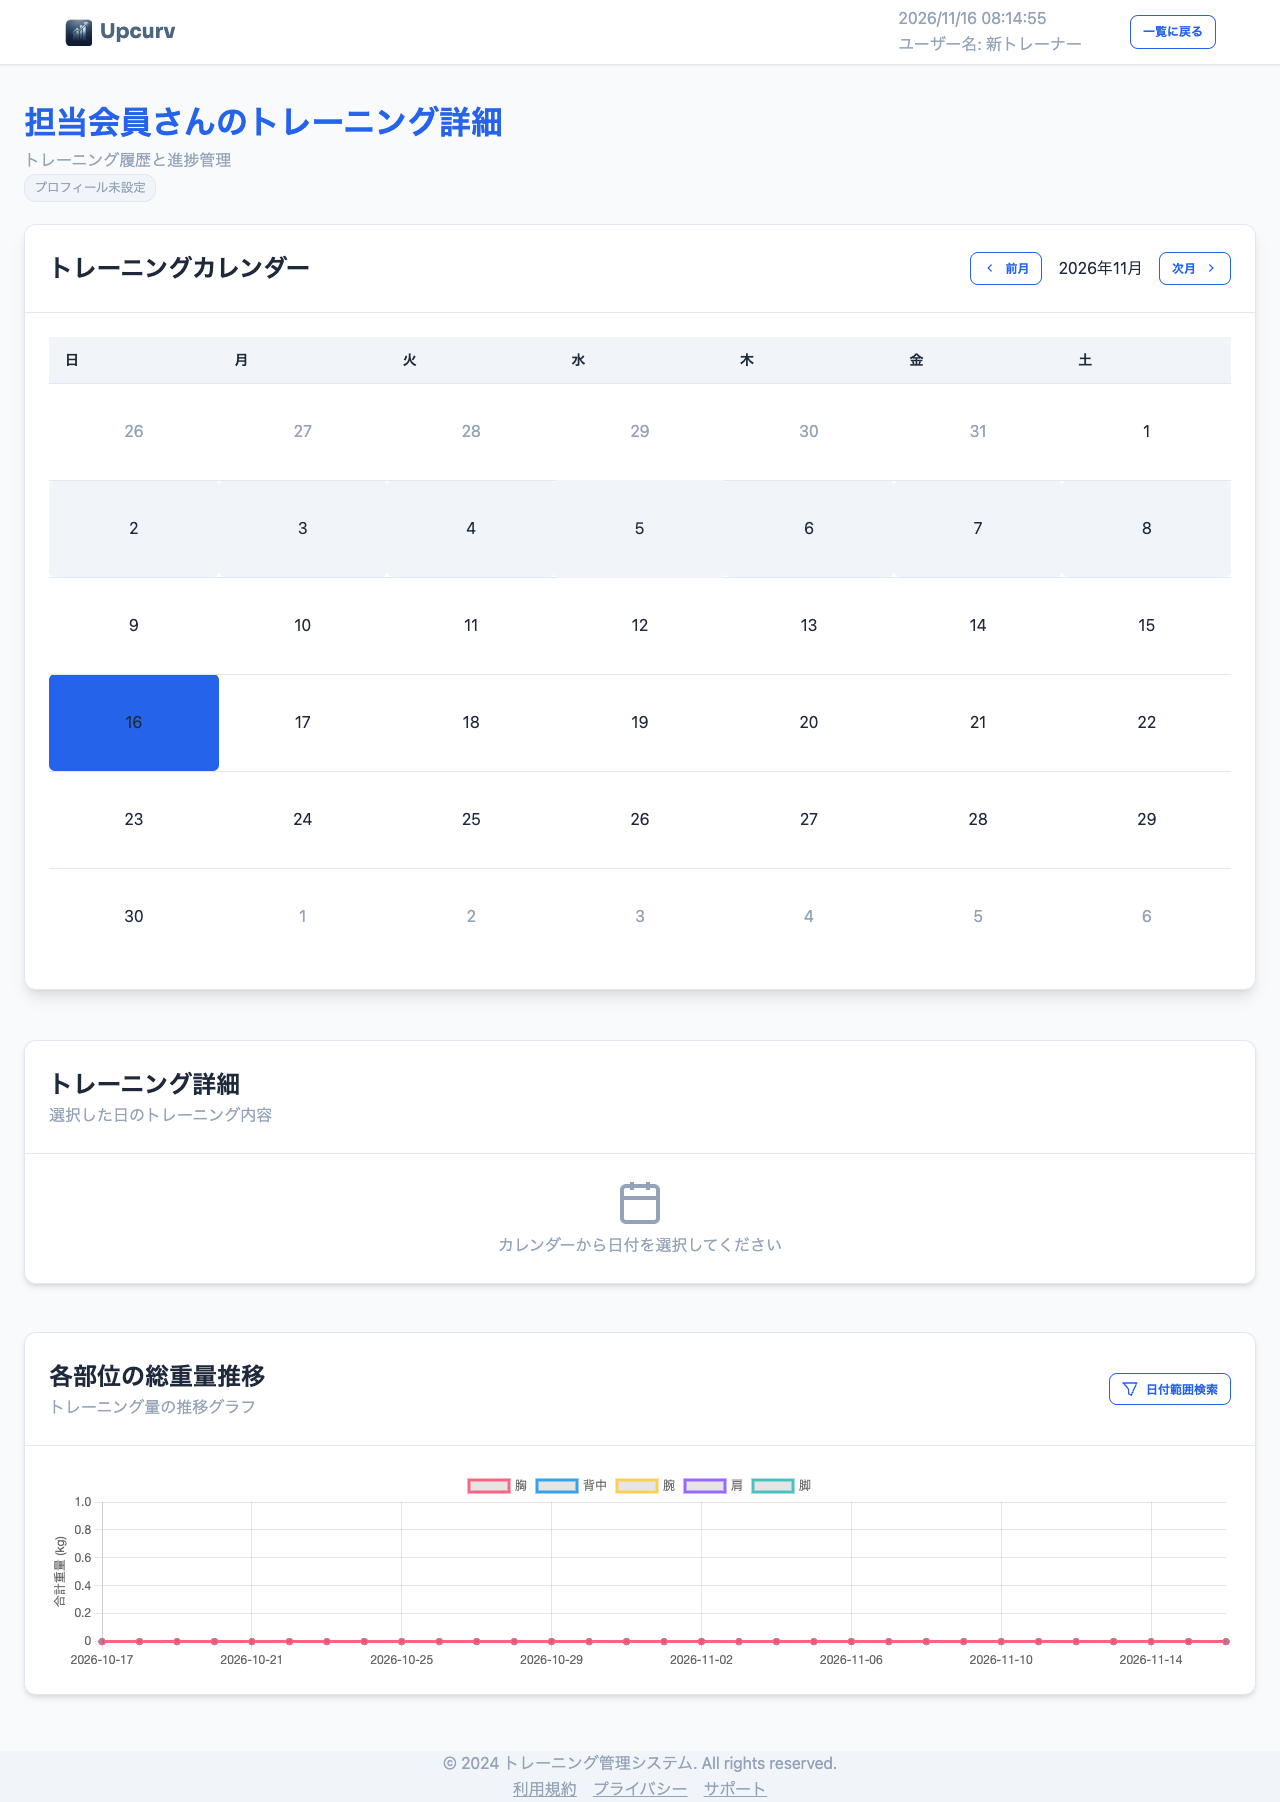 Upcurv
2026/11/16 08:14:55
ユーザー名: 新トレーナー
一覧に戻る
担当会員さんのトレーニング詳細
トレーニング履歴と進捗管理
プロフィール未設定
トレーニングカレンダー
前月 2026年11月 次月
日 月 火 水 木 金 土
26 27 28 29 30 31 1
2 3 4 5 6 7 8
9 10 11 12 13 14 15
16 17 18 19 20 21 22
23 24 25 26 27 28 29
30 1 2 3 4 5 6
トレーニング詳細
選択した日のトレーニング内容
カレンダーから日付を選択してください
各部位の総重量推移
トレーニング量の推移グラフ
日付範囲検索
胸 背中 腕 肩 脚
合計重量 (kg)
1.0
0.8
0.6
0.4
0.2
0
2026-10-17 2026-10-21 2026-10-25 2026-10-29 2026-11-02 2026-11-06 2026-11-10 2026-11-14
© 2024 トレーニング管理システム. All rights reserved.
利用規約 プライバシー サポート